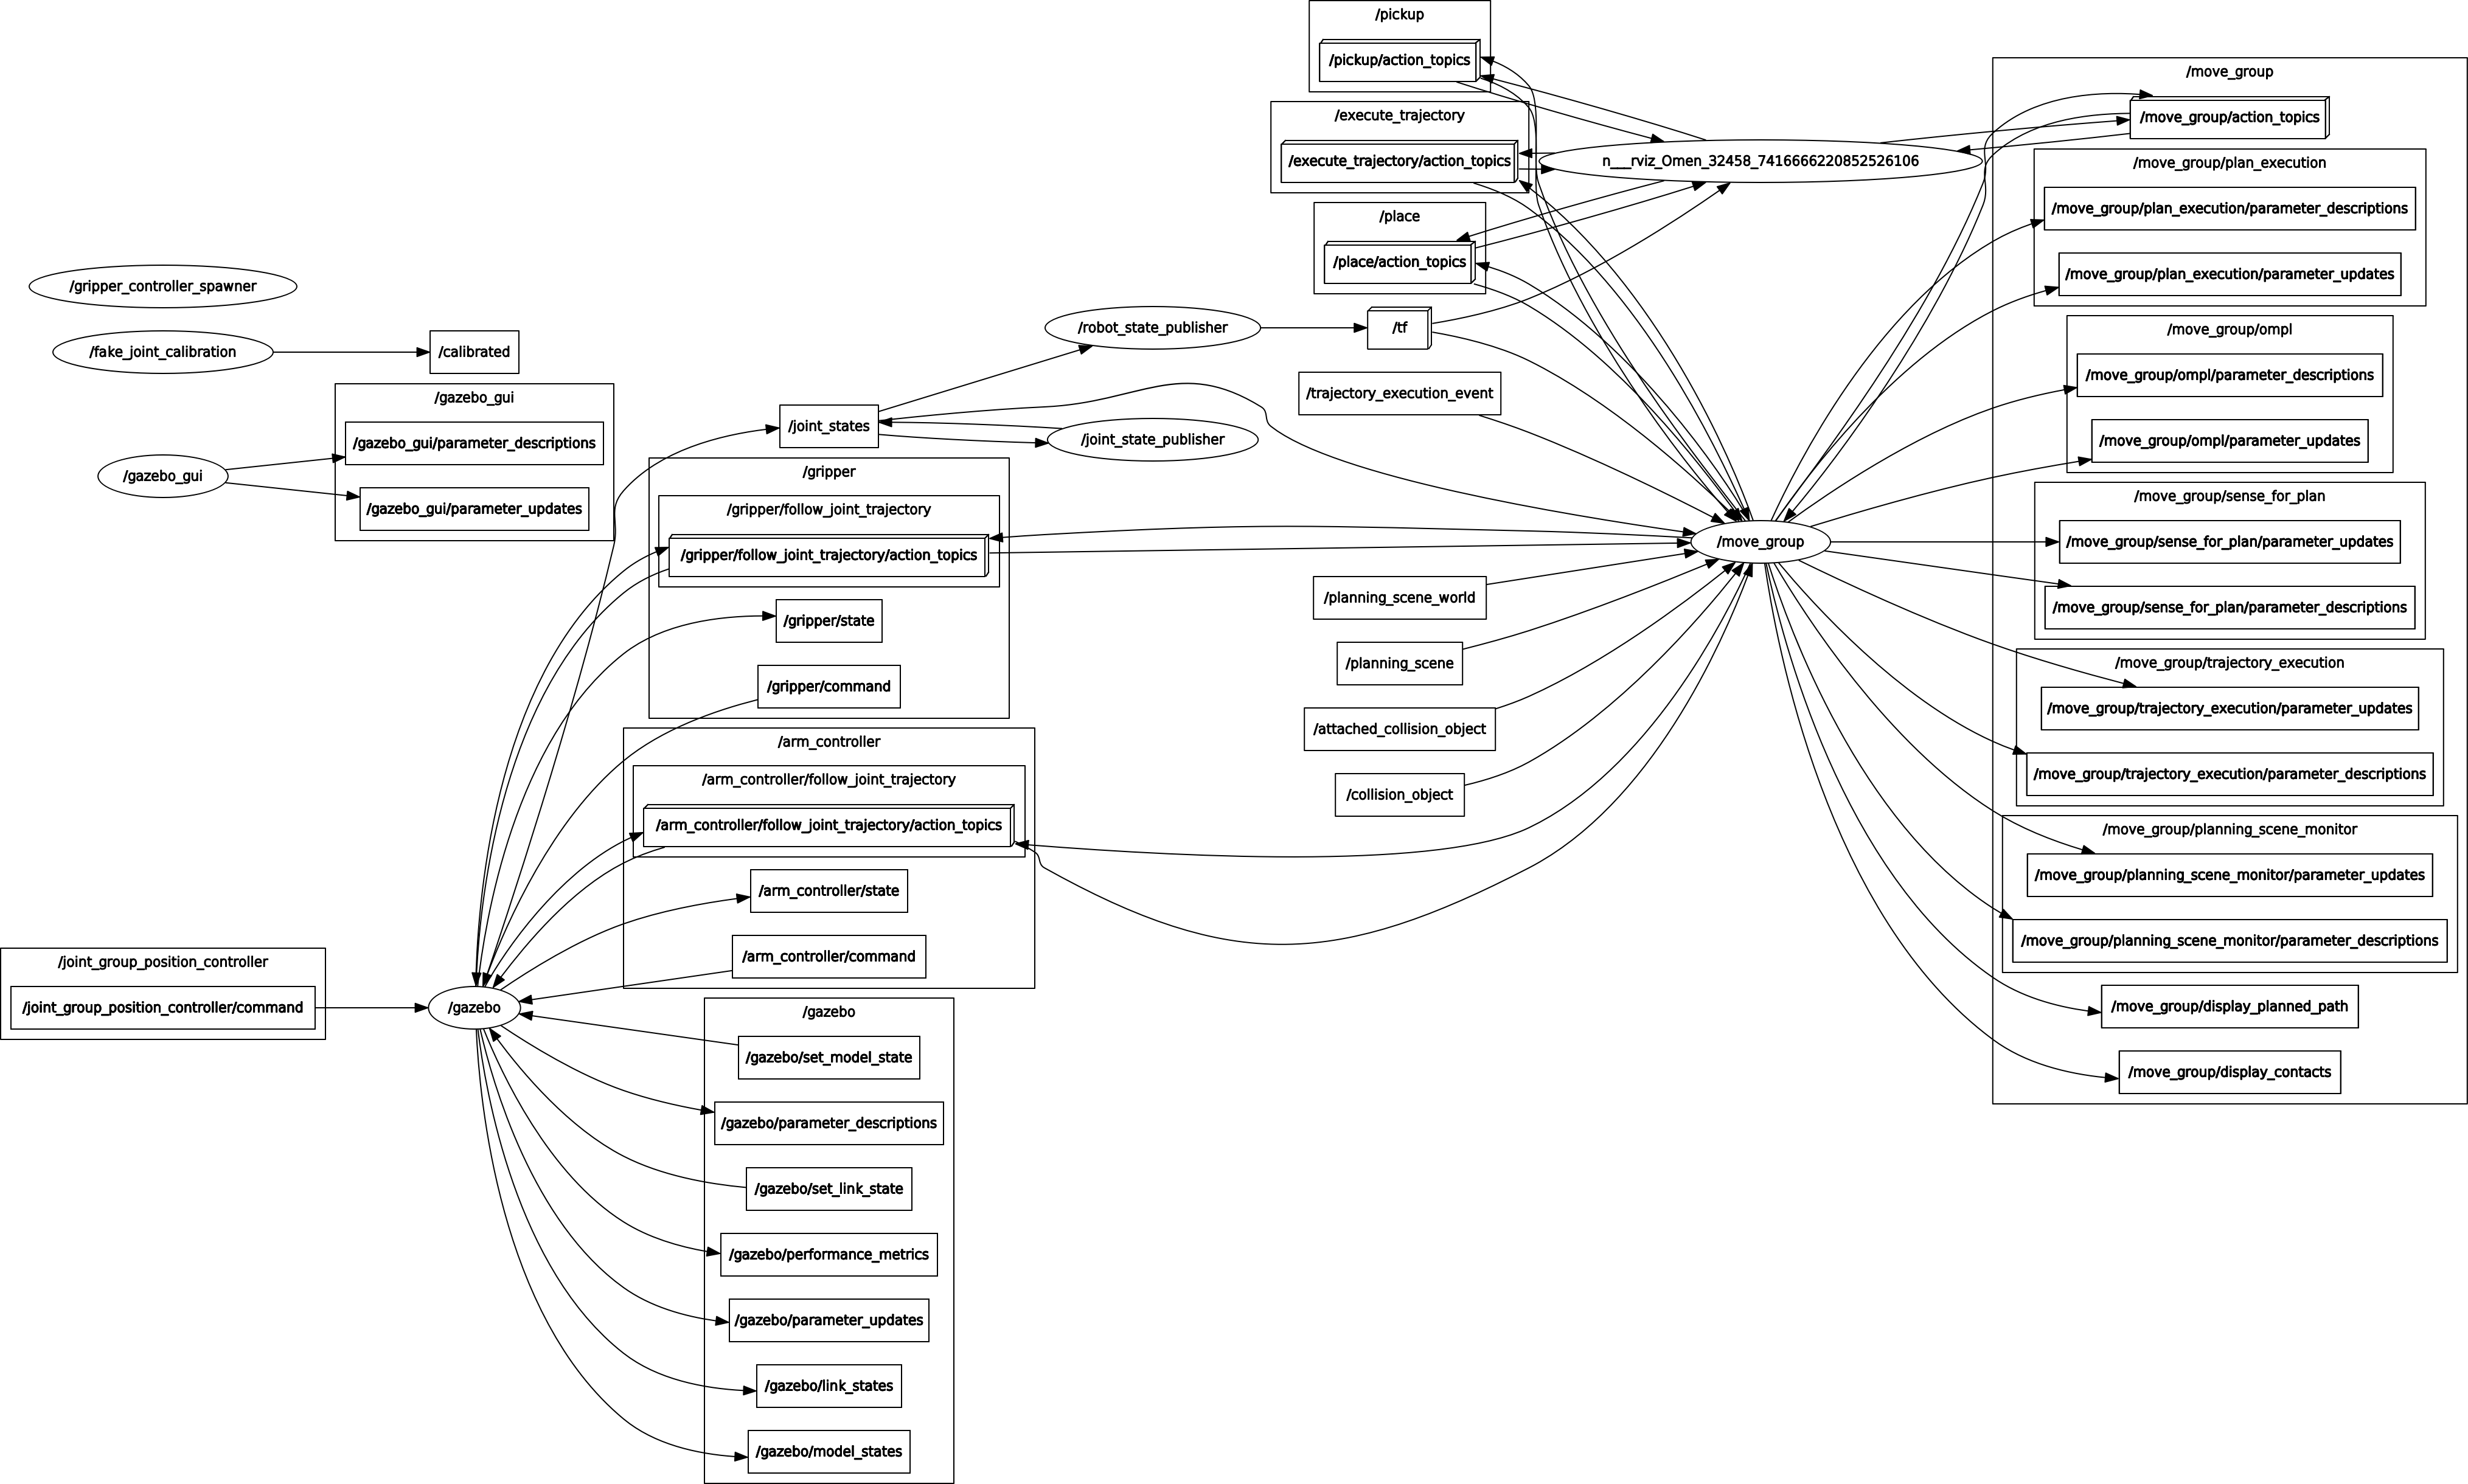 /pickup
/pickup/action_topics
/execute_trajectory
/execute_trajectory/action_topics
/place
/place/action_topics
n___rviz_Omen_32458_7416666220852526106
/move_group
/move_group/action_topics
/move_group/plan_execution
/move_group/plan_execution/parameter_descriptions
/move_group/plan_execution/parameter_updates
/move_group/ompl
/move_group/ompl/parameter_descriptions
/move_group/ompl/parameter_updates
/move_group/sense_for_plan
/move_group/sense_for_plan/parameter_updates
/move_group/sense_for_plan/parameter_descriptions
/move_group/trajectory_execution
/move_group/trajectory_execution/parameter_updates
/move_group/trajectory_execution/parameter_descriptions
/move_group/planning_scene_monitor
/move_group/planning_scene_monitor/parameter_updates
/move_group/planning_scene_monitor/parameter_descriptions
/move_group/display_planned_path
/move_group/display_contacts
/gripper_controller_spawner
/fake_joint_calibration
/calibrated
/gazebo_gui
/gazebo_gui
/gazebo_gui/parameter_descriptions
/gazebo_gui/parameter_updates
/robot_state_publisher
/tf
/joint_states
/joint_state_publisher
/trajectory_execution_event
/gripper
/gripper/follow_joint_trajectory
/gripper/follow_joint_trajectory/action_topics
/gripper/state
/gripper/command
/move_group
/planning_scene_world
/planning_scene
/attached_collision_object
/collision_object
/arm_controller
/arm_controller/follow_joint_trajectory
/arm_controller/follow_joint_trajectory/action_topics
/arm_controller/state
/arm_controller/command
/joint_group_position_controller
/joint_group_position_controller/command
/gazebo
/gazebo
/gazebo/set_model_state
/gazebo/parameter_descriptions
/gazebo/set_link_state
/gazebo/performance_metrics
/gazebo/parameter_updates
/gazebo/link_states
/gazebo/model_states